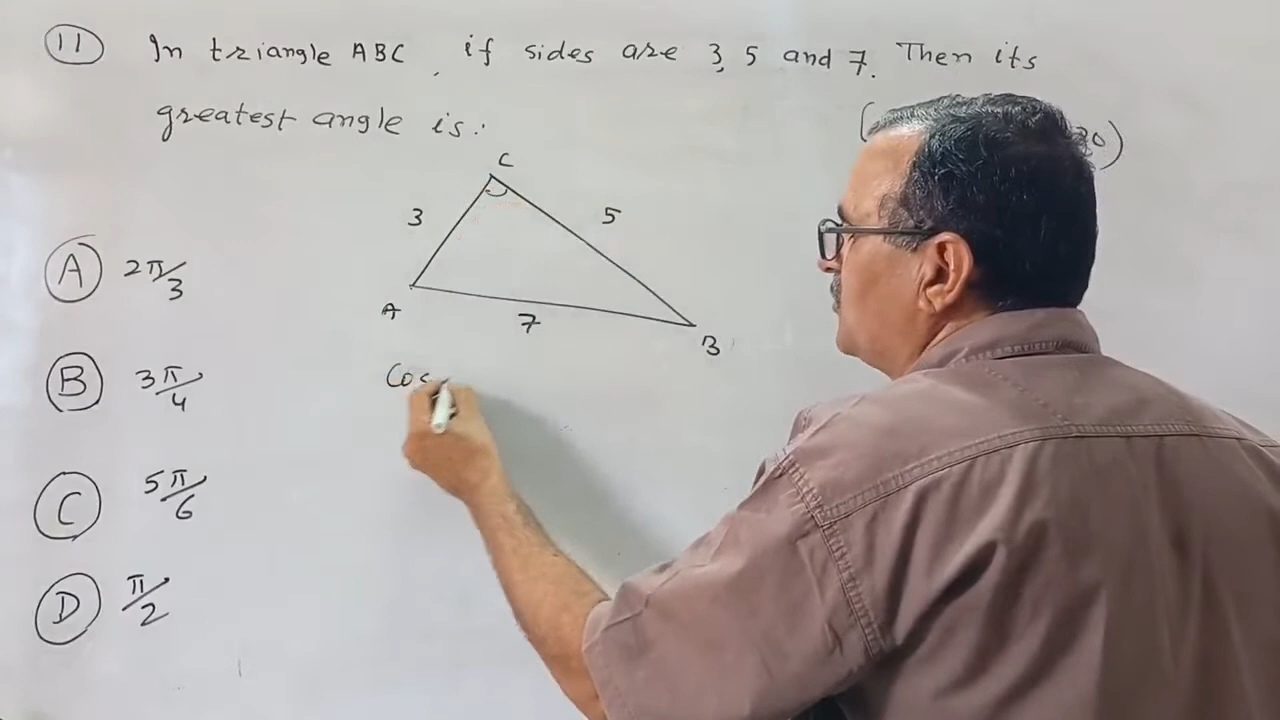 11 In triangle ABC, if sides are 3, 5 and 7. Then its
greatest angle is:
C
3 5
A 7 B
Cos
A 2π/3
B 3π/4
C 5π/6
D π/2